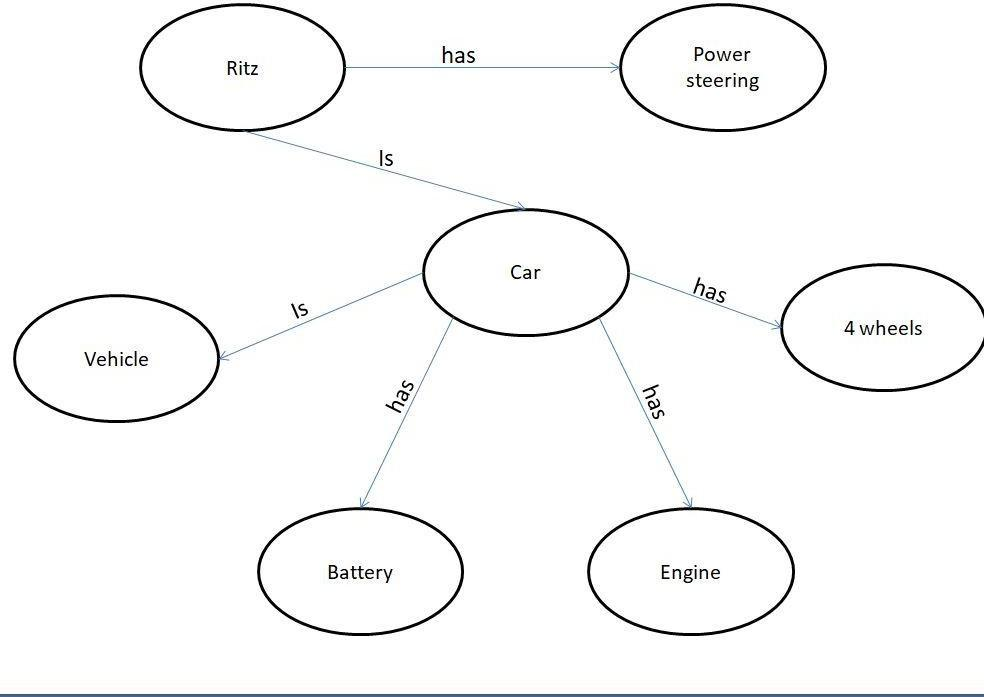 Ritz
has
Power
steering
Is
Car
Is
has
Vehicle
4 wheels
has
has
Battery
Engine